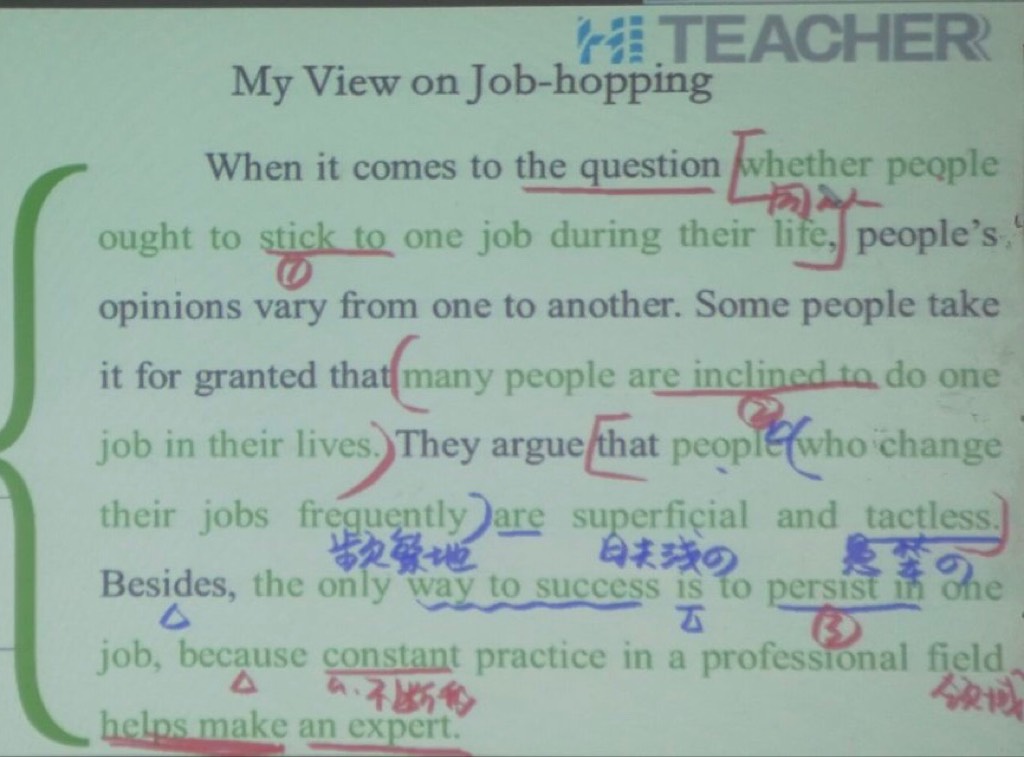 HI TEACHER
My View on Job-hopping
When it comes to the question whether people
同位
ought to stick to one job during their life, people's
①
opinions vary from one to another. Some people take
it for granted that many people are inclined to do one
②
job in their lives. They argue that people who change
their jobs frequently are superficial and tactless.
频繁地 肤浅の 愚笨の
Besides, the only way to success is to persist in one
③
job, because constant practice in a professional field
a. 不断的 领域
helps make an expert.